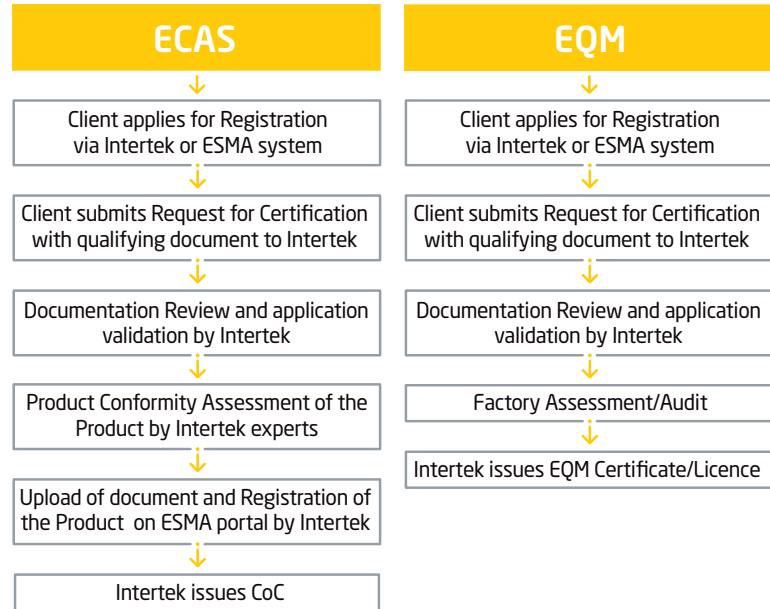 ECAS
Client applies for Registration
via Intertek or ESMA system
Client submits Request for Certification
with qualifying document to Intertek
Documentation Review and application
validation by Intertek
Product Conformity Assessment of the
Product by Intertek experts
Upload of document and Registration of
the Product on ESMA portal by Intertek
Intertek issues CoC
EQM
Client applies for Registration
via Intertek or ESMA system
Client submits Request for Certification
with qualifying document to Intertek
Documentation Review and application
validation by Intertek
Factory Assessment/Audit
Intertek issues EQM Certificate/Licence